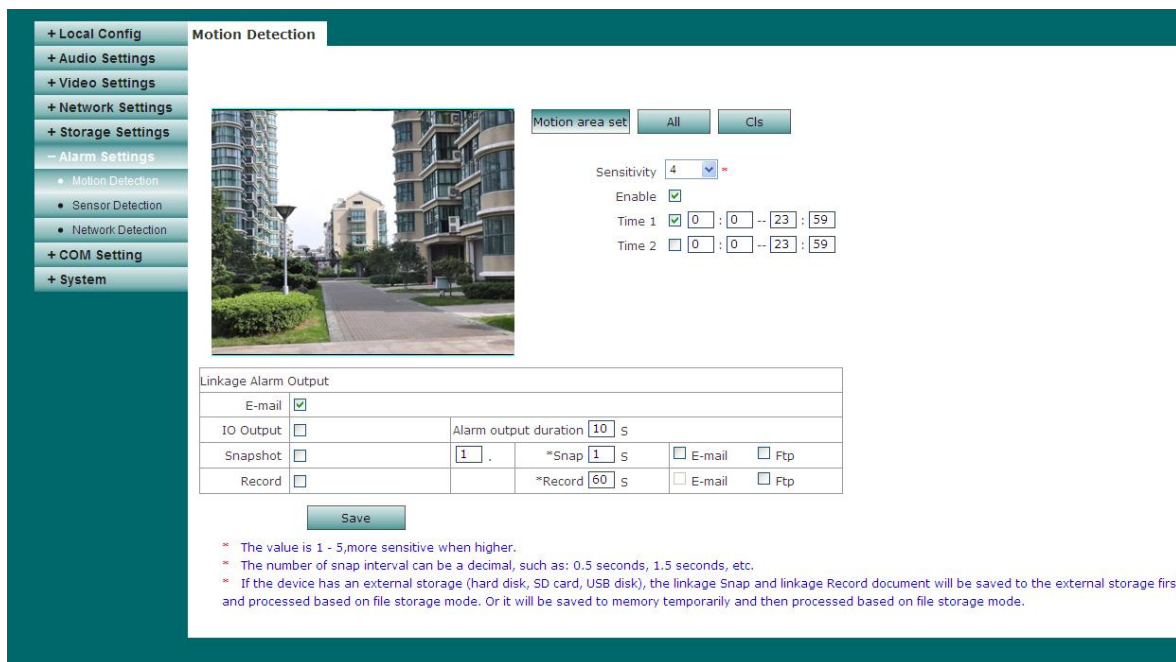 + Local Config
+ Audio Settings
+ Video Settings
+ Network Settings
+ Storage Settings
− Alarm Settings
• Motion Detection
• Sensor Detection
• Network Detection
+ COM Setting
+ System
Motion Detection
Motion area set All Cls
Sensitivity 4 *
Enable
Time 1 0 : 0 -- 23 : 59
Time 2 0 : 0 -- 23 : 59
Linkage Alarm Output
E-mail
IO Output Alarm output duration 10 S
Snapshot 1 . *Snap 1 S E-mail Ftp
Record *Record 60 S E-mail Ftp
Save
* The value is 1 - 5,more sensitive when higher.
* The number of snap interval can be a decimal, such as: 0.5 seconds, 1.5 seconds, etc.
* If the device has an external storage (hard disk, SD card, USB disk), the linkage Snap and linkage Record document will be saved to the external storage firs
and processed based on file storage mode. Or it will be saved to memory temporarily and then processed based on file storage mode.